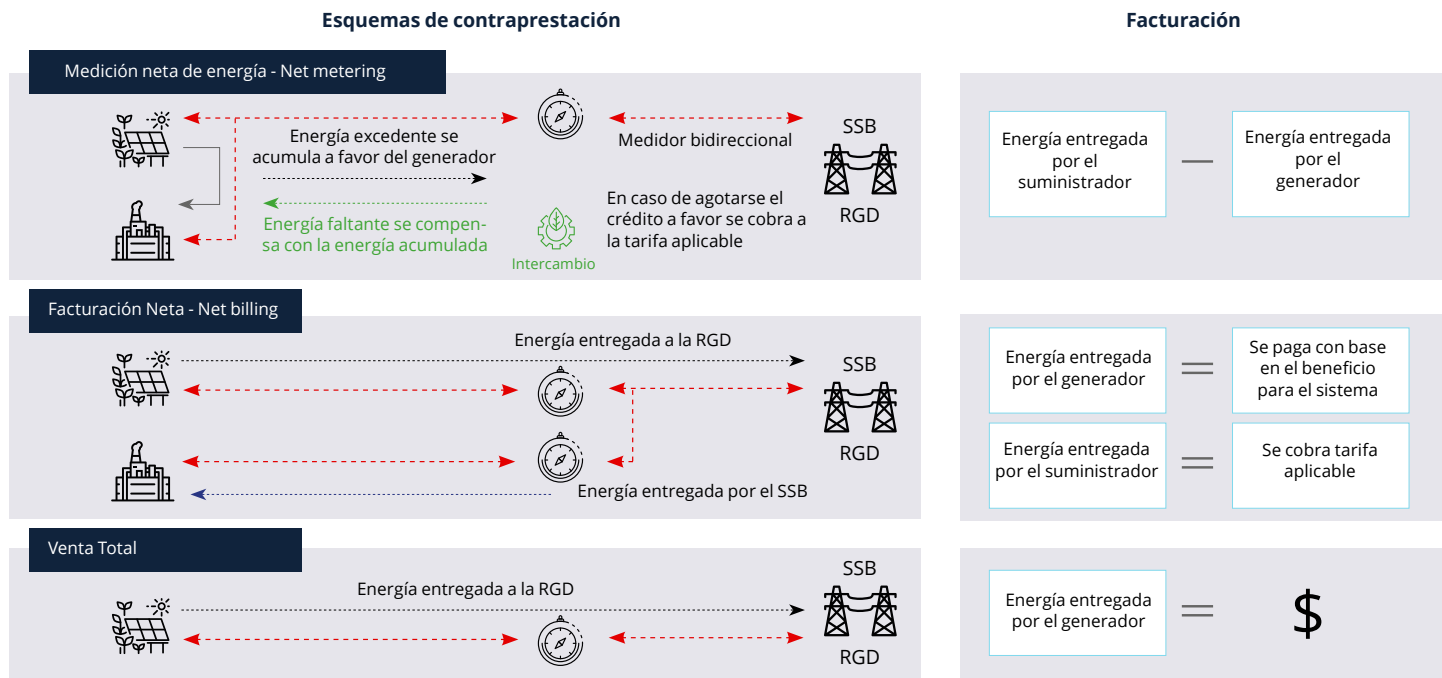 Esquemas de contraprestación
Facturación
Medición neta de energía - Net metering
Energía excedente se
acumula a favor del generador
Energía faltante se compen-
sa con la energía acumulada
Intercambio
Medidor bidireccional
En caso de agotarse el
crédito a favor se cobra a
la tarifa aplicable
SSB
RGD
Energía entregada
por el
suministrador
Energía entregada
por el
generador
Facturación Neta - Net billing
Energía entregada a la RGD
Energía entregada por el SSB
SSB
RGD
Energía entregada
por el generador
=
Se paga con base
en el beneficio
para el sistema
Energía entregada
por el suministrador
=
Se cobra tarifa
aplicable
Venta Total
Energía entregada a la RGD
SSB
RGD
Energía entregada
por el generador
=
$